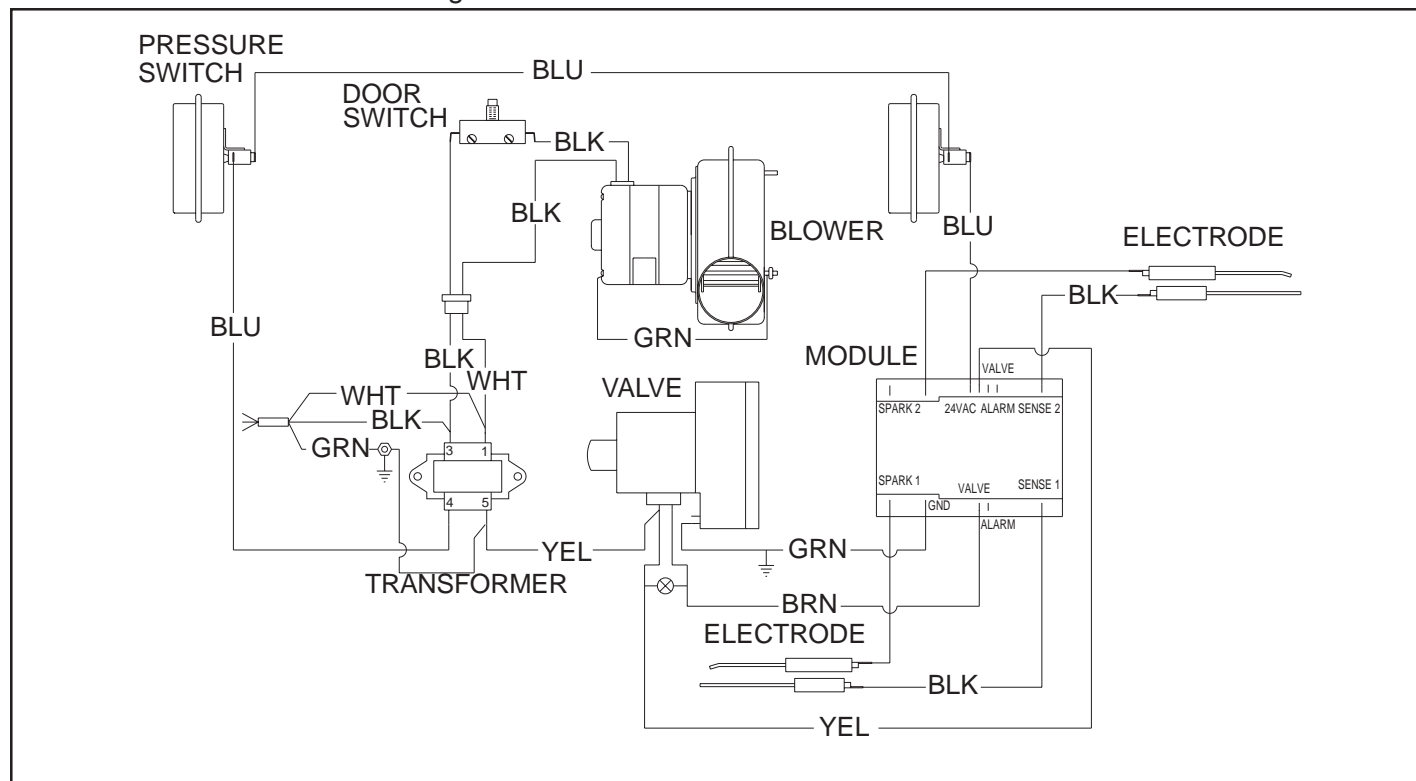 PRESSURE
SWITCH
BLU
DOOR
SWITCH
BLK
BLK
BLOWER
BLU
ELECTRODE
BLK
BLU
GRN
MODULE
BLK
WHT
VALVE
VALVE
WHT
BLK
GRN
SPARK 2
24VAC
ALARM
SENSE 2
3
1
4
5
SPARK 1
VALVE
SENSE 1
GND
ALARM
YEL
GRN
TRANSFORMER
BRN
ELECTRODE
BLK
YEL